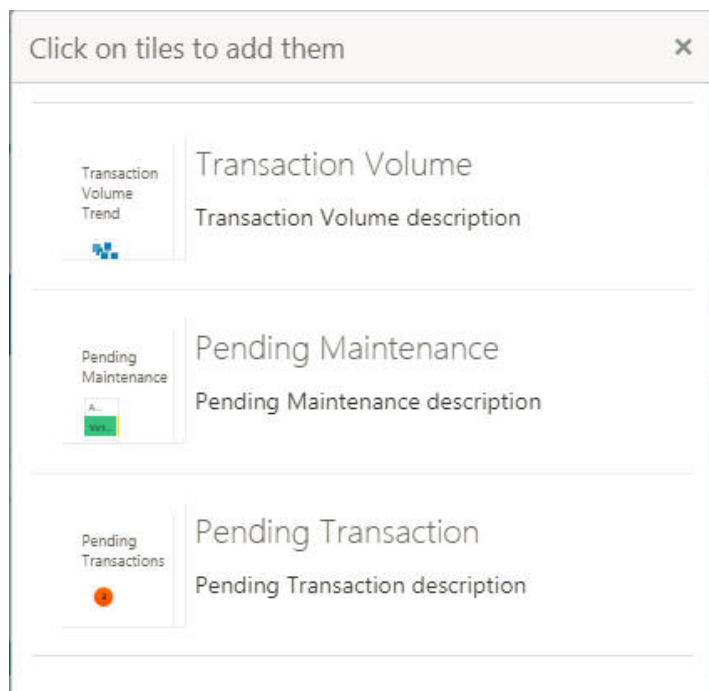 Click on tiles to add them
Transaction
Volume
Trend
Transaction Volume
Transaction Volume description
Pending
Maintenance
A...
Pending Maintenance
Pending Maintenance description
Pending
Transactions
Pending Transaction
Pending Transaction description